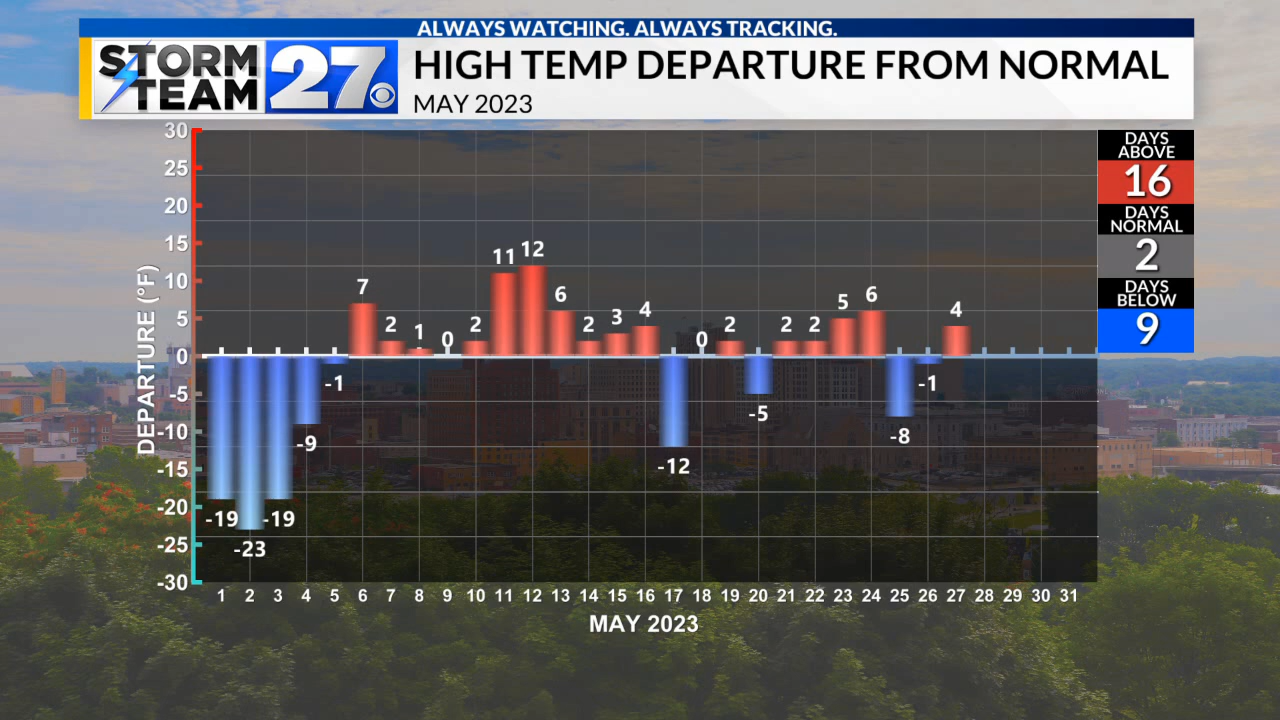 ALWAYS WATCHING. ALWAYS TRACKING.
STORM
TEAM
27
HIGH TEMP DEPARTURE FROM NORMAL
MAY 2023
DAYS
ABOVE
16
DAYS
NORMAL
2
DAYS
BELOW
9
DEPARTURE (°F)
30
25
20
15
10
5
0
-5
-10
-15
-20
-25
-30
-19 -23 -19 -9 -1 7 2 1 0 2 11 12 6 2 3 4 -12 0 2 -5 2 2 5 6 -8 -1 4
1 2 3 4 5 6 7 8 9 10 11 12 13 14 15 16 17 18 19 20 21 22 23 24 25 26 27 28 29 30 31
MAY 2023